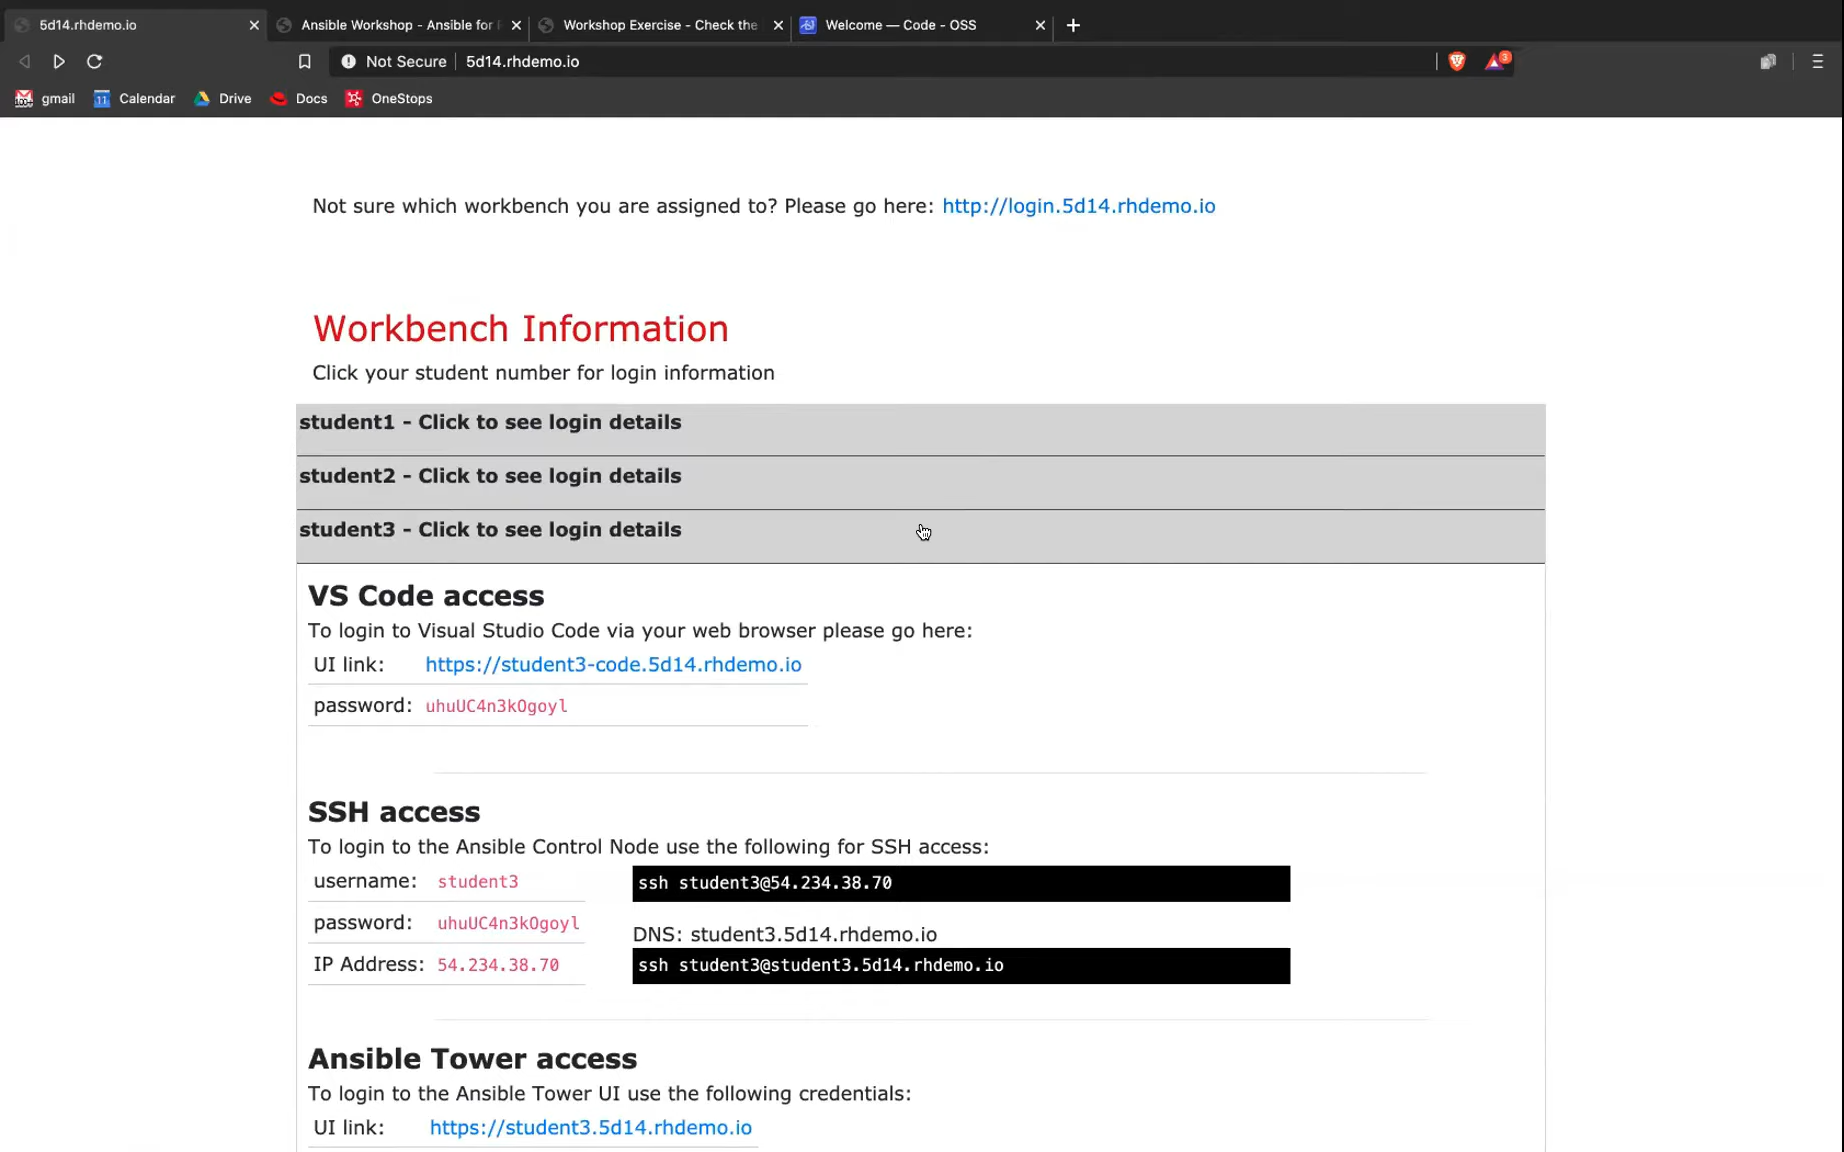 5d14.rhdemo.io
Ansible Workshop - Ansible for
Workshop Exercise - Check the
Welcome — Code - OSS
Not Secure
5d14.rhdemo.io
3
gmail
Calendar
Drive
Docs
OneStops
Not sure which workbench you are assigned to? Please go here: http://login.5d14.rhdemo.io
Workbench Information
Click your student number for login information
student1 - Click to see login details
student2 - Click to see login details
student3 - Click to see login details
VS Code access
To login to Visual Studio Code via your web browser please go here:
UI link: https://student3-code.5d14.rhdemo.io
password: uhuUC4n3kOgoyl
SSH access
To login to the Ansible Control Node use the following for SSH access:
username: student3
ssh student3@54.234.38.70
password: uhuUC4n3kOgoyl
DNS: student3.5d14.rhdemo.io
IP Address: 54.234.38.70
ssh student3@student3.5d14.rhdemo.io
Ansible Tower access
To login to the Ansible Tower UI use the following credentials:
UI link: https://student3.5d14.rhdemo.io